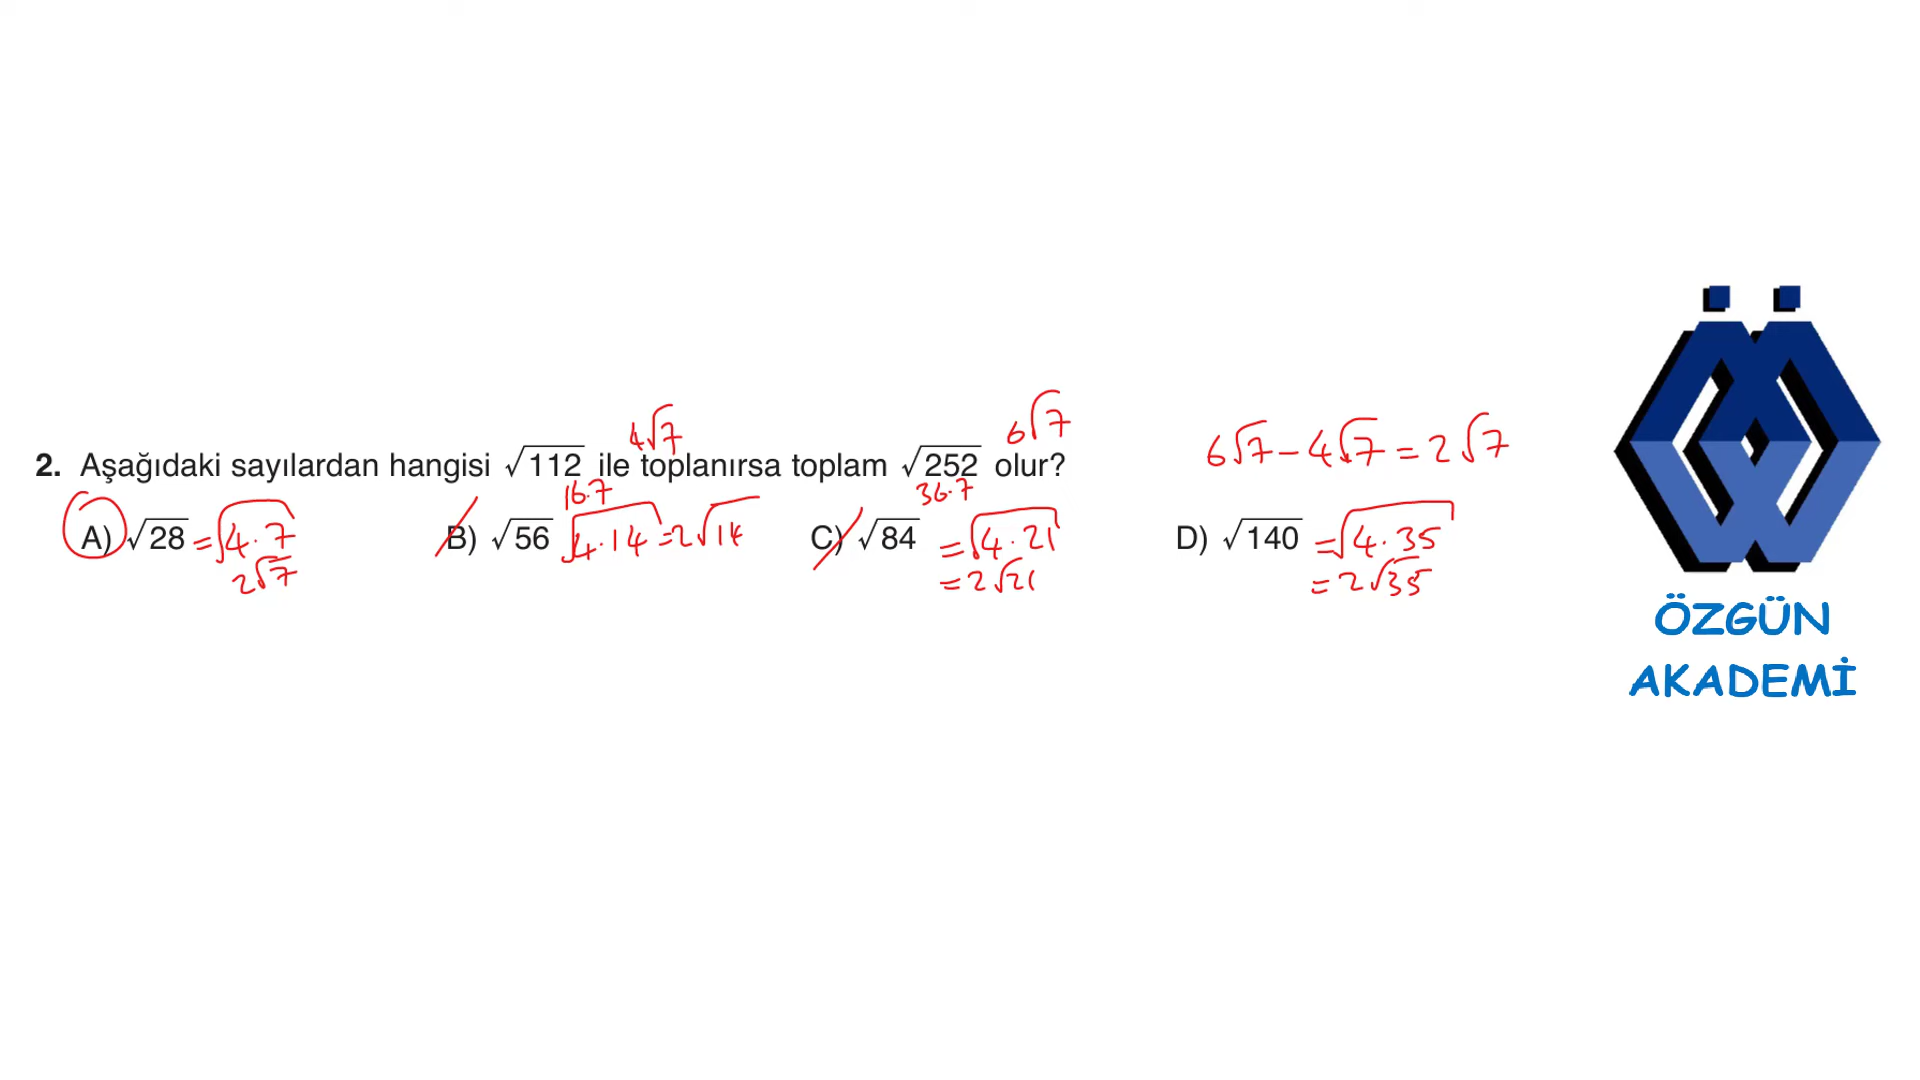 4√7
6√7
6√7 – 4√7 = 2√7
2. Aşağıdaki sayılardan hangisi √112 ile toplanırsa toplam √252 olur?
16.7
36.7
A) √28 = √4.7
2√7
B) √56 √4.14 = 2√14
C) √84 = √4.21
= 2√21
D) √140 = √4.35
= 2√35
ÖZGÜN
AKADEMİ